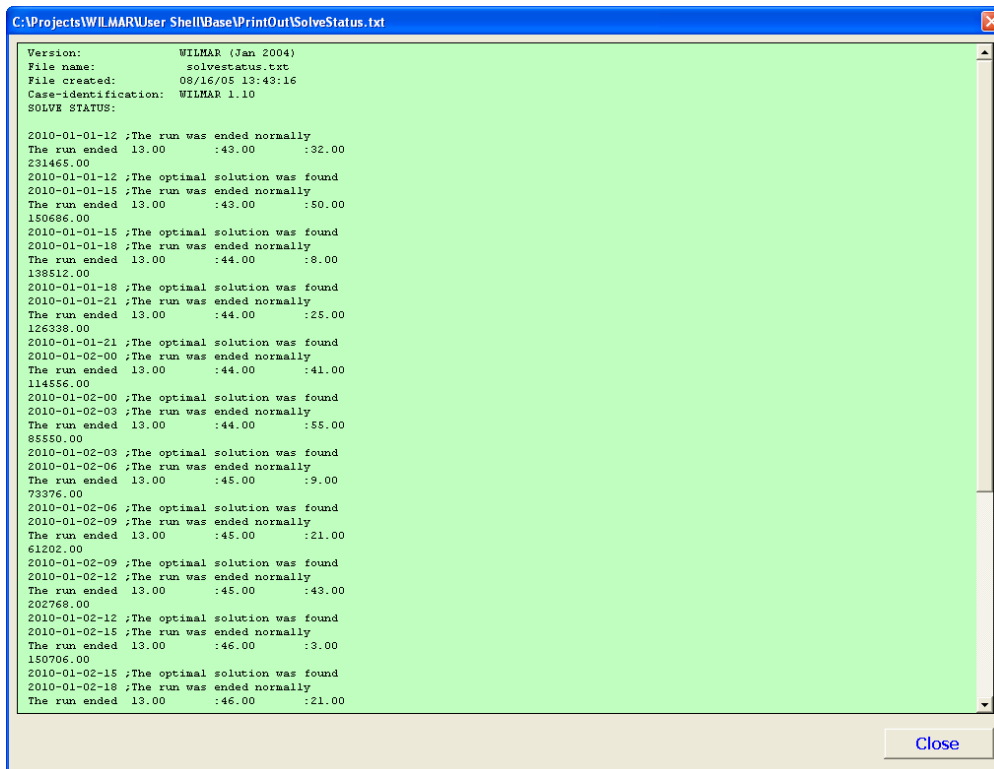 C:\Projects\WILMAR\User Shell\Base\PrintOut\SolveStatus.txt
Version: WILMAR (Jan 2004)
File name: solvestatus.txt
File created: 08/16/05 13:43:16
Case-identification: WILMAR 1.10
SOLVE STATUS:
2010-01-01-12 ;The run was ended normally
The run ended 13.00 :43.00 :32.00
231465.00
2010-01-01-12 ;The optimal solution was found
2010-01-01-15 ;The run was ended normally
The run ended 13.00 :43.00 :50.00
150686.00
2010-01-01-15 ;The optimal solution was found
2010-01-01-18 ;The run was ended normally
The run ended 13.00 :44.00 :8.00
138512.00
2010-01-01-18 ;The optimal solution was found
2010-01-01-21 ;The run was ended normally
The run ended 13.00 :44.00 :25.00
126338.00
2010-01-01-21 ;The optimal solution was found
2010-01-02-00 ;The run was ended normally
The run ended 13.00 :44.00 :41.00
114556.00
2010-01-02-00 ;The optimal solution was found
2010-01-02-03 ;The run was ended normally
The run ended 13.00 :44.00 :55.00
85550.00
2010-01-02-03 ;The optimal solution was found
2010-01-02-06 ;The run was ended normally
The run ended 13.00 :45.00 :9.00
73376.00
2010-01-02-06 ;The optimal solution was found
2010-01-02-09 ;The run was ended normally
The run ended 13.00 :45.00 :21.00
61202.00
2010-01-02-09 ;The optimal solution was found
2010-01-02-12 ;The run was ended normally
The run ended 13.00 :45.00 :43.00
202768.00
2010-01-02-12 ;The optimal solution was found
2010-01-02-15 ;The run was ended normally
The run ended 13.00 :46.00 :3.00
150706.00
2010-01-02-15 ;The optimal solution was found
2010-01-02-18 ;The run was ended normally
The run ended 13.00 :46.00 :21.00
Close